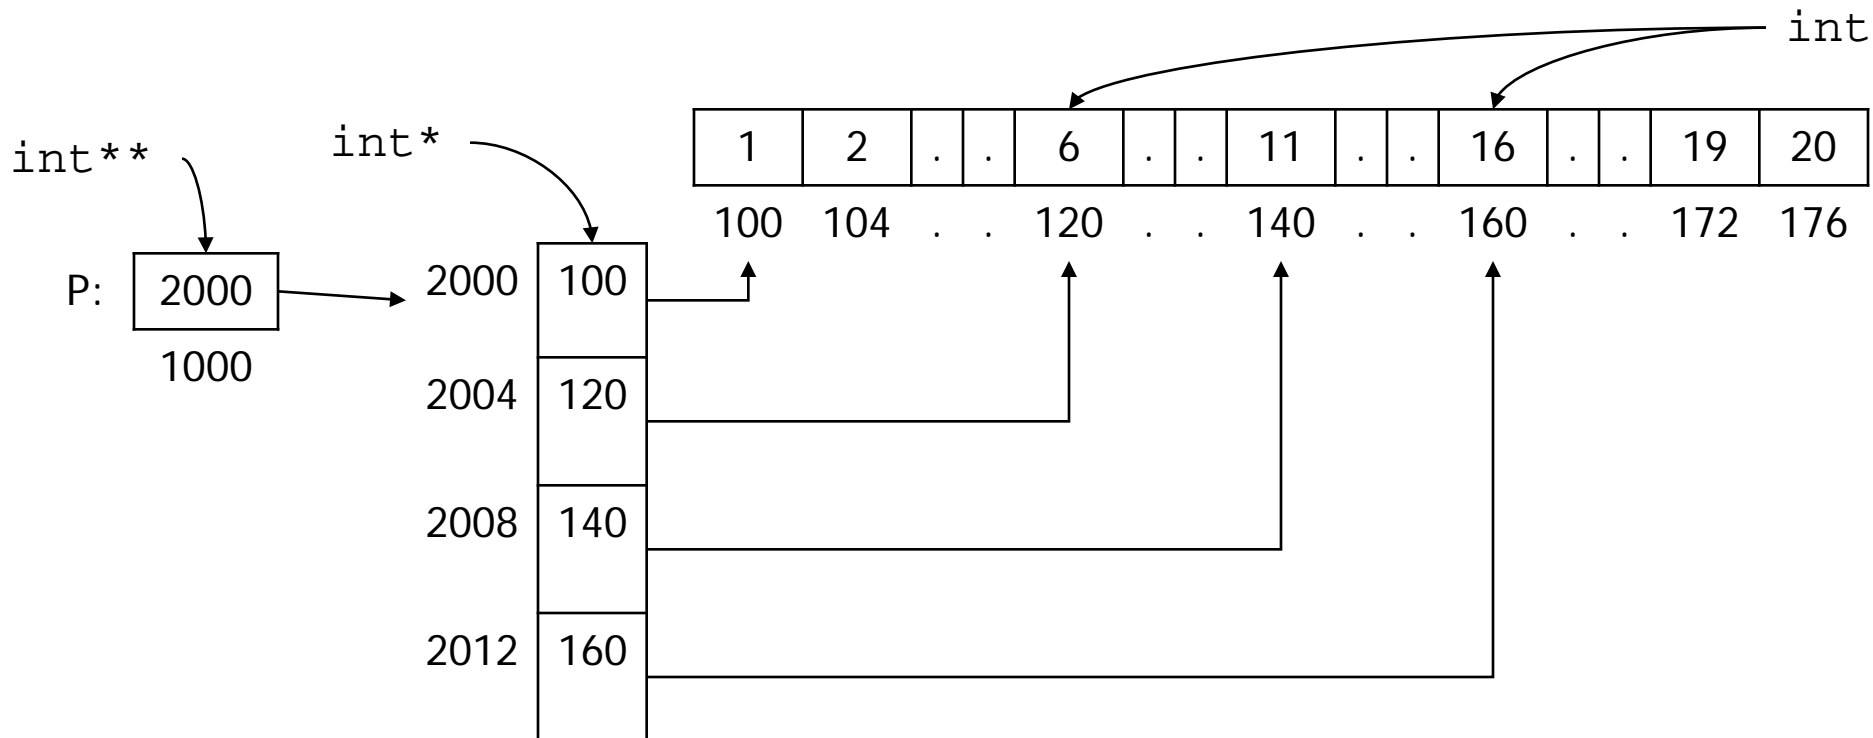 int
int** int*
1 2 . . 6 . . 11 . . 16 . . 19 20
100 104 . . 120 . . 140 . . 160 . . 172 176
P: 2000
1000
2000 100
2004 120
2008 140
2012 160